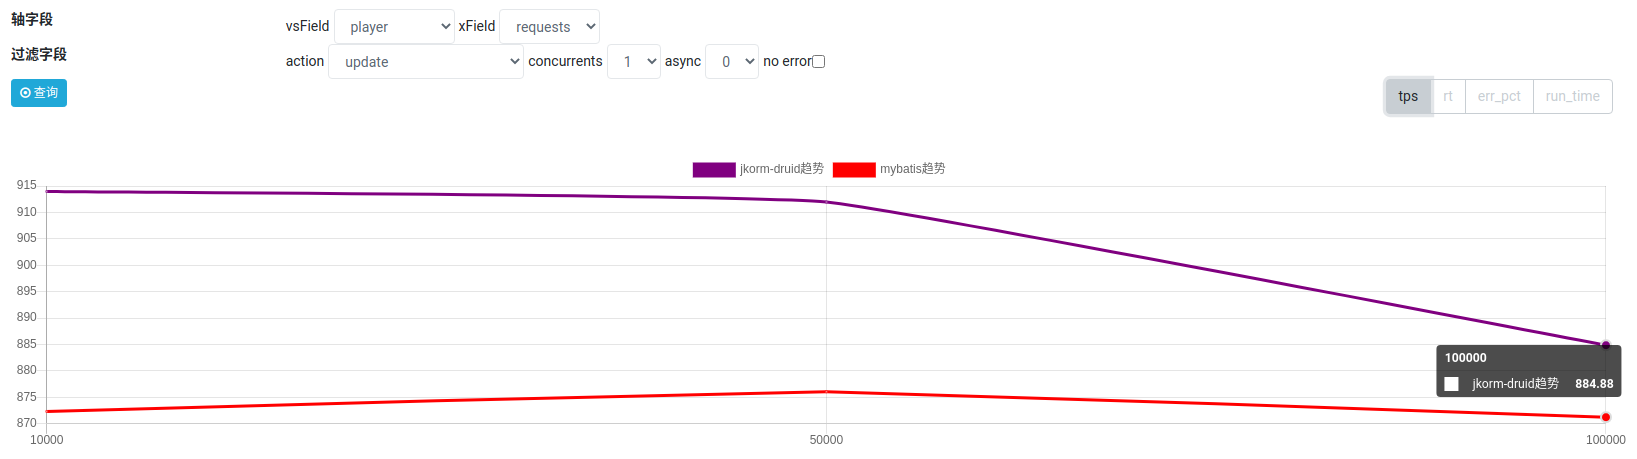 轴字段
vsField player xField requests
过滤字段
action update concurrents 1 async 0 no error
查询
tps rt err_pct run_time
jkorm-druid趋势 mybatis趋势
915
910
905
900
895
890
885
880
875
870
10000 50000 100000
100000
jkorm-druid趋势 884.88